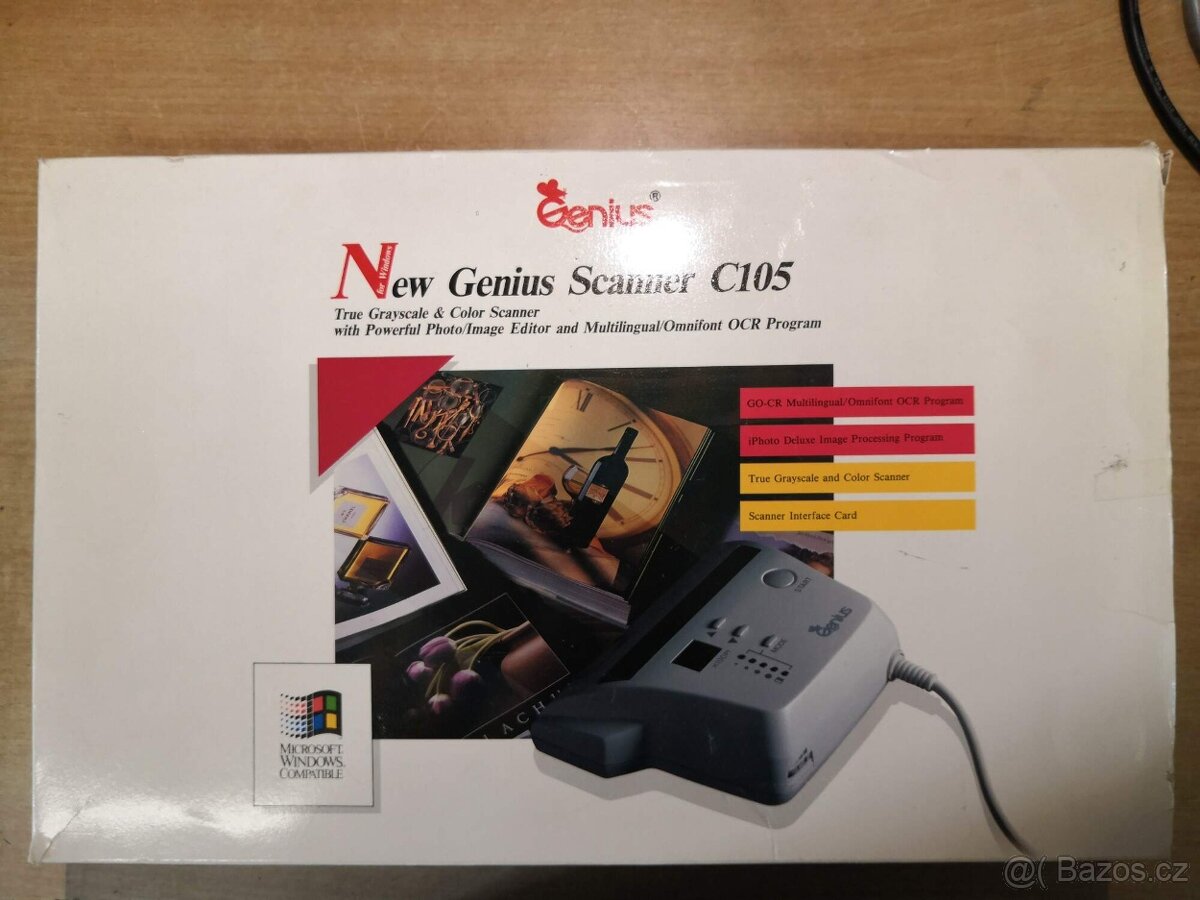 Genius®
for Windows
New Genius Scanner C105
True Grayscale & Color Scanner
with Powerful Photo/Image Editor and Multilingual/Omnifont OCR Program
GO-CR Multilingual/Omnifont OCR Program
iPhoto Deluxe Image Processing Program
True Grayscale and Color Scanner
Scanner Interface Card
START
Genius
MODE
MICROSOFT
WINDOWS
COMPATIBLE
@( Bazos.cz